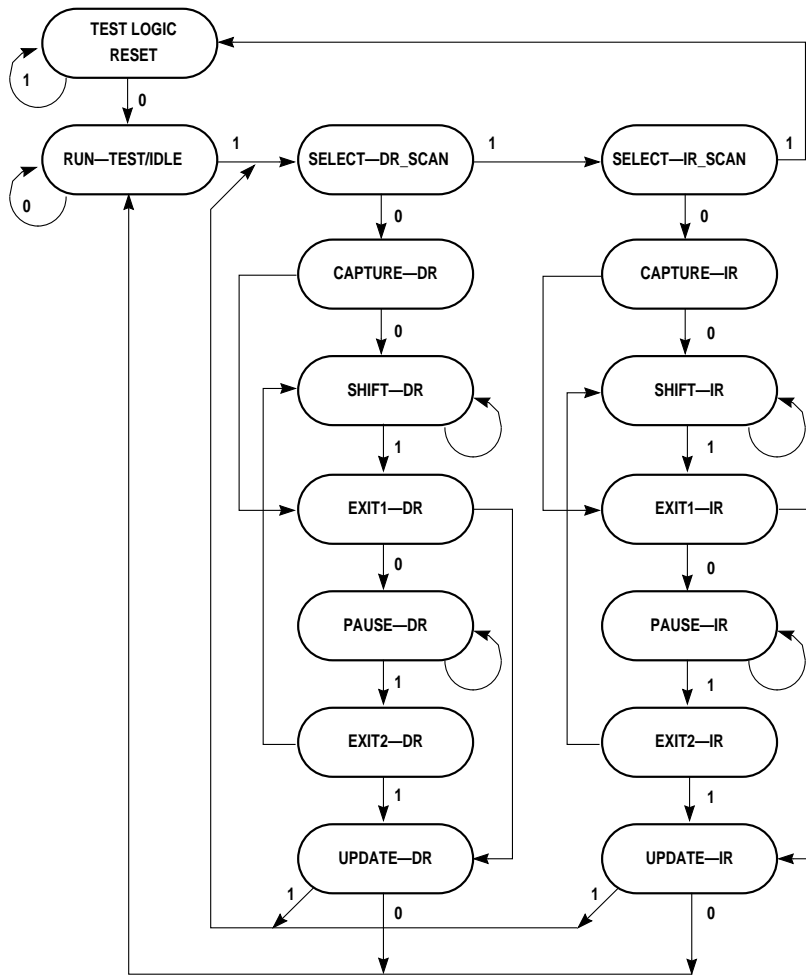 TEST LOGIC
RESET
1
0
RUN—TEST/IDLE
1
SELECT—DR_SCAN
1
SELECT—IR_SCAN
1
0
0
0
CAPTURE—DR
CAPTURE—IR
0
0
SHIFT—DR
SHIFT—IR
1
1
EXIT1—DR
EXIT1—IR
0
0
PAUSE—DR
PAUSE—IR
1
1
EXIT2—DR
EXIT2—IR
1
1
UPDATE—DR
UPDATE—IR
1
0
1
0